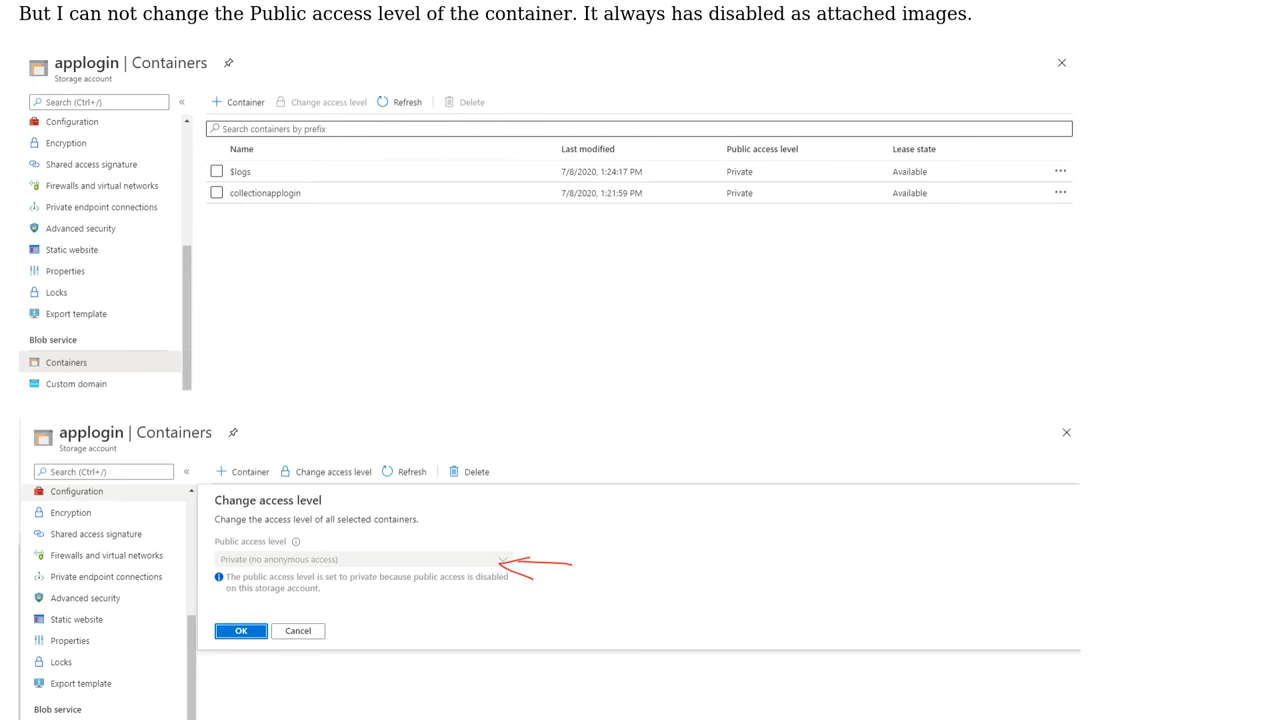 But I can not change the Public access level of the container. It always has disabled as attached images.
applogin | Containers
Storage account
Search (Ctrl+/)
«
Container
Change access level
Refresh
Delete
Configuration
Search containers by prefix
Encryption
Name Last modified Public access level Lease state
Shared access signature
$logs 7/8/2020, 1:24:17 PM Private Available
Firewalls and virtual networks
collectionapplogin 7/8/2020, 1:21:59 PM Private Available
Private endpoint connections
Advanced security
Static website
Properties
Locks
Export template
Blob service
Containers
Custom domain
applogin | Containers
Storage account
Search (Ctrl+/)
«
Container
Change access level
Refresh
Delete
Configuration
Encryption
Shared access signature
Firewalls and virtual networks
Private endpoint connections
Advanced security
Static website
Properties
Locks
Export template
Blob service
Change access level
Change the access level of all selected containers.
Public access level
Private (no anonymous access)
The public access level is set to private because public access is disabled
on this storage account.
OK
Cancel